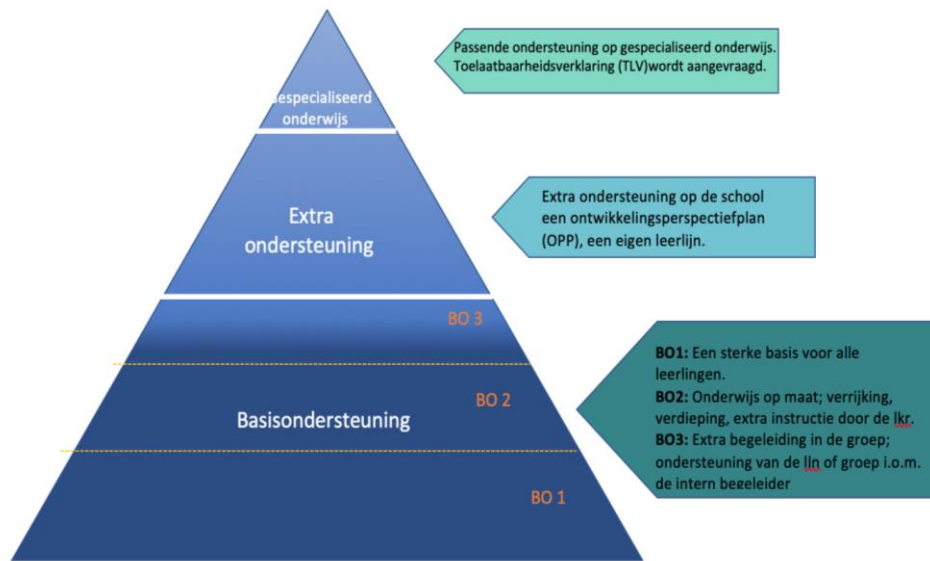 Passende ondersteuning op gespecialiseerd onderwijs.
Toelaatbaarheidsverklaring (TLV)wordt aangevraagd.
Gespecialiseerd
onderwijs
Extra ondersteuning op de school
een ontwikkelingsperspectiefplan
(OPP), een eigen leerlijn.
Extra
ondersteuning
BO 3
BO 2
Basisondersteuning
BO 1
BO1: Een sterke basis voor alle
leerlingen.
BO2: Onderwijs op maat; verrijking,
verdieping, extra instructie door de lkr.
BO3: Extra begeleiding in de groep;
ondersteuning van de lln of groep i.o.m.
de intern begeleider